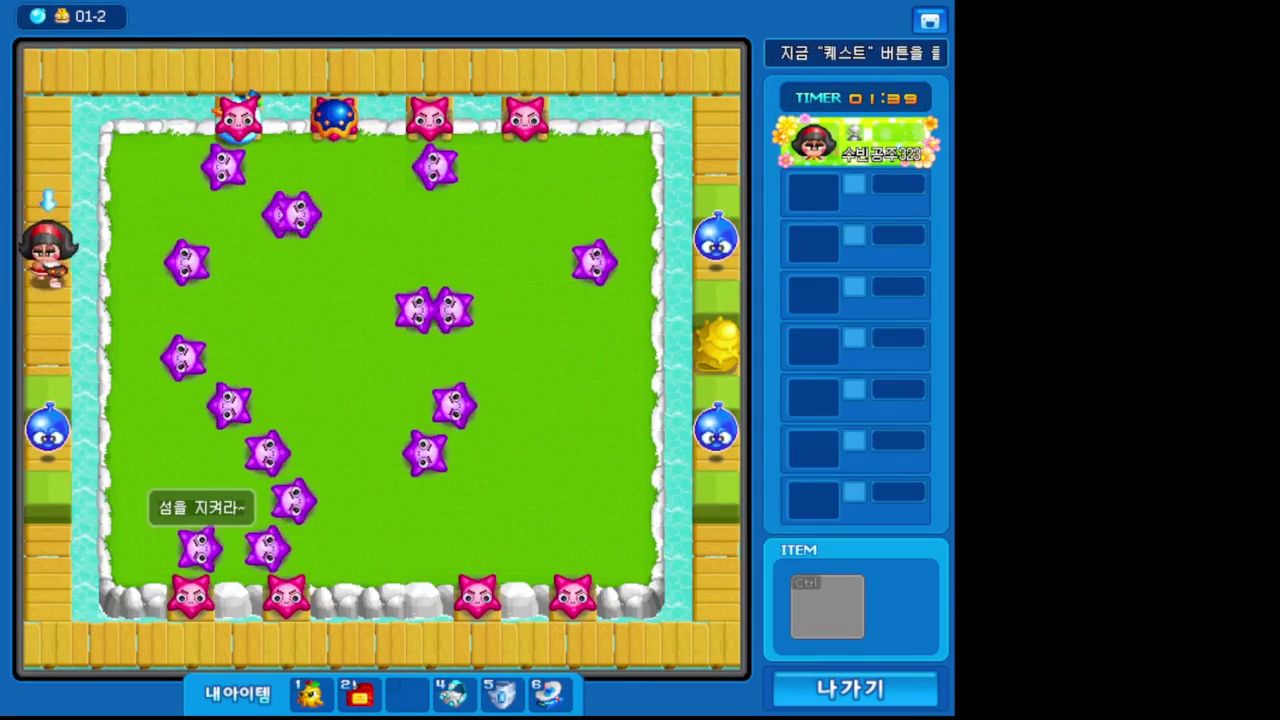 01-2
지금 "퀘스트" 버튼을
TIMER 01:39
수빈공주323
섬을 지켜라~
ITEM
Ctrl
내아이템
1 2 4 5 6
나가기